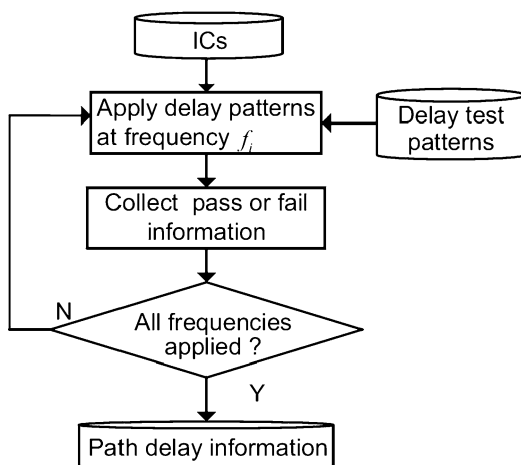 ICs
Apply delay patterns
at frequency f_i
Delay test
patterns
Collect pass or fail
information
N
All frequencies
applied ?
Y
Path delay information